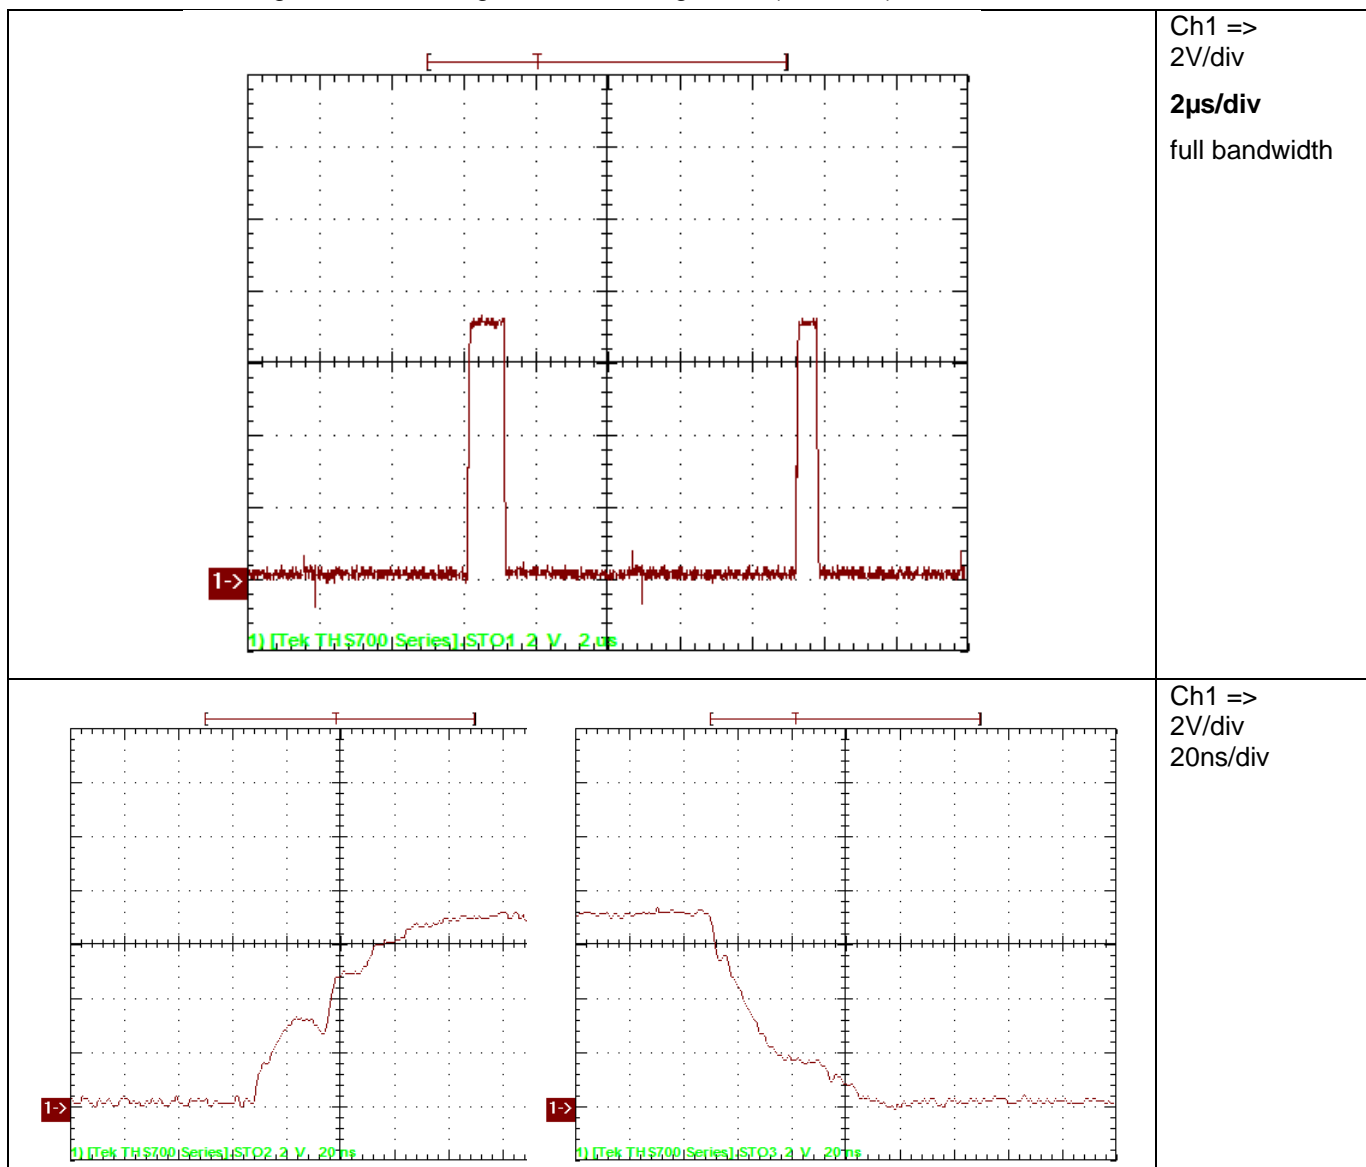 Ch1 =>
2V/div
2µs/div
full bandwidth
1->
1) [Tek THS700 Series].STO1 2 V 2 us
Ch1 =>
2V/div
20ns/div
1->
1) [Tek THS700 Series].STO2 2 V 20 ns
1->
1) [Tek THS700 Series].STO3 2 V 20 ns